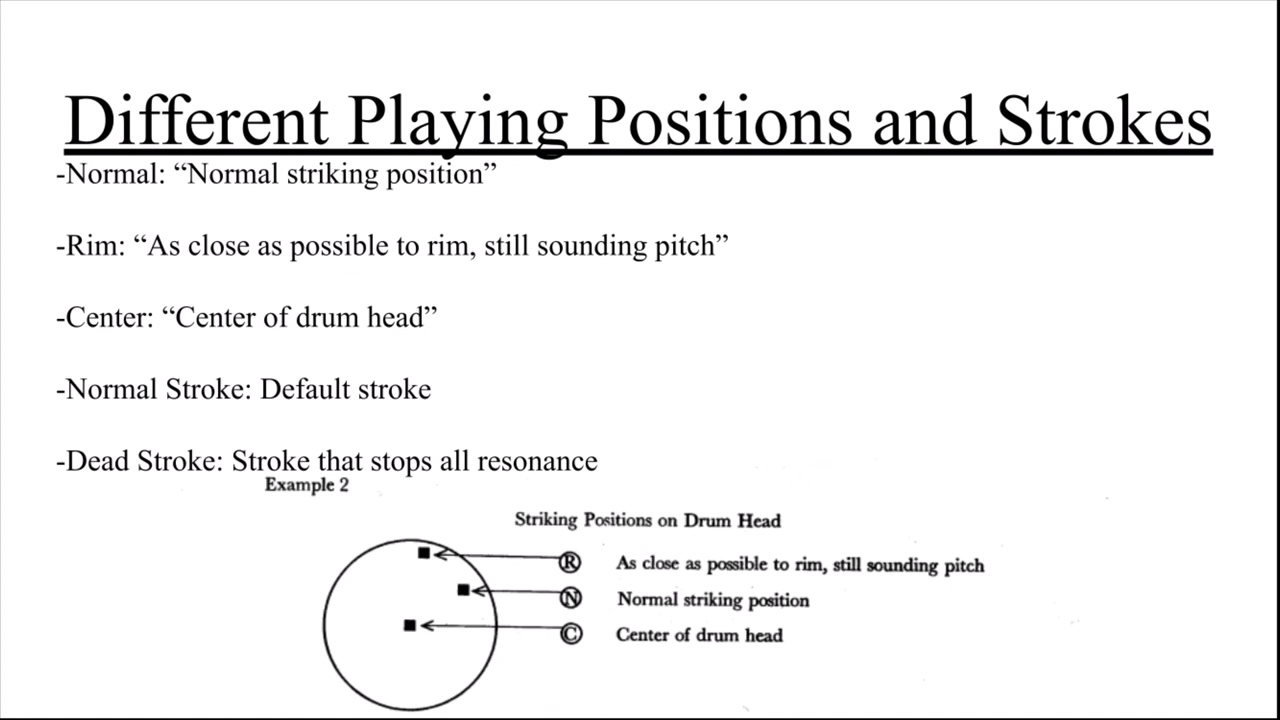 Different Playing Positions and Strokes
-Normal: “Normal striking position”
-Rim: “As close as possible to rim, still sounding pitch”
-Center: “Center of drum head”
-Normal Stroke: Default stroke
-Dead Stroke: Stroke that stops all resonance
Example 2
Striking Positions on Drum Head
Ⓡ As close as possible to rim, still sounding pitch
Ⓝ Normal striking position
Ⓒ Center of drum head